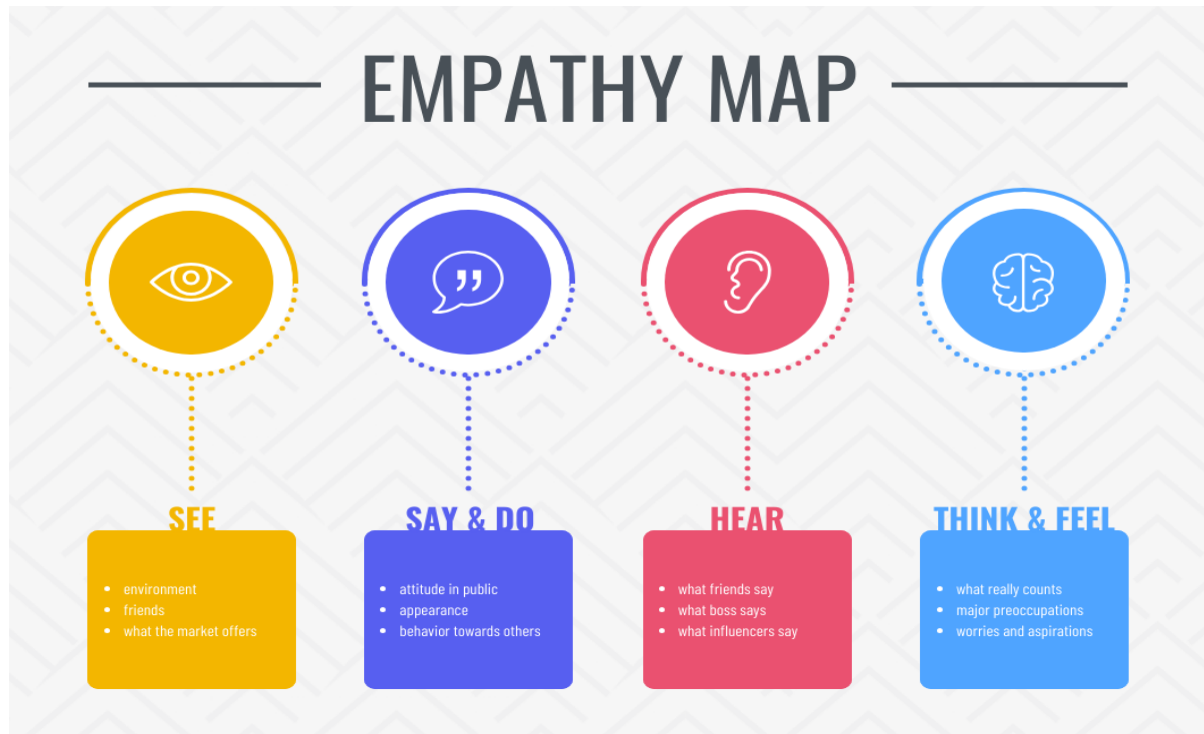 EMPATHY MAP
SEE
• environment
• friends
• what the market offers
SAY & DO
• attitude in public
• appearance
• behavior towards others
HEAR
• what friends say
• what boss says
• what influencers say
THINK & FEEL
• what really counts
• major preoccupations
• worries and aspirations